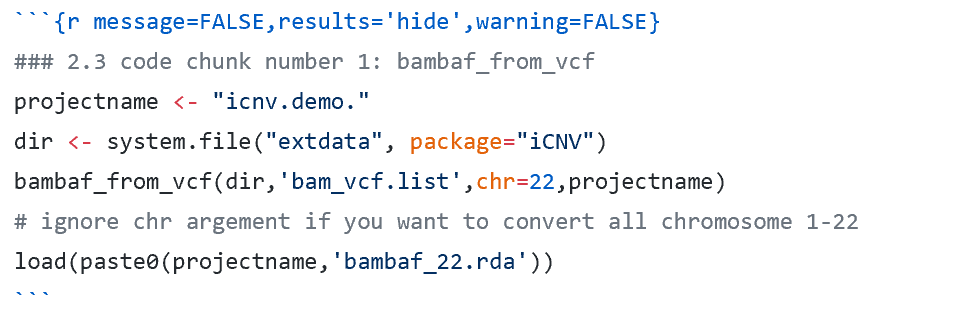 ```{r message=FALSE,results='hide',warning=FALSE}
### 2.3 code chunk number 1: bambaf_from_vcf
projectname <- "icnv.demo."
dir <- system.file("extdata", package="iCNV")
bambaf_from_vcf(dir,'bam_vcf.list',chr=22,projectname)
# ignore chr argement if you want to convert all chromosome 1-22
load(paste0(projectname,'bambaf_22.rda'))
```